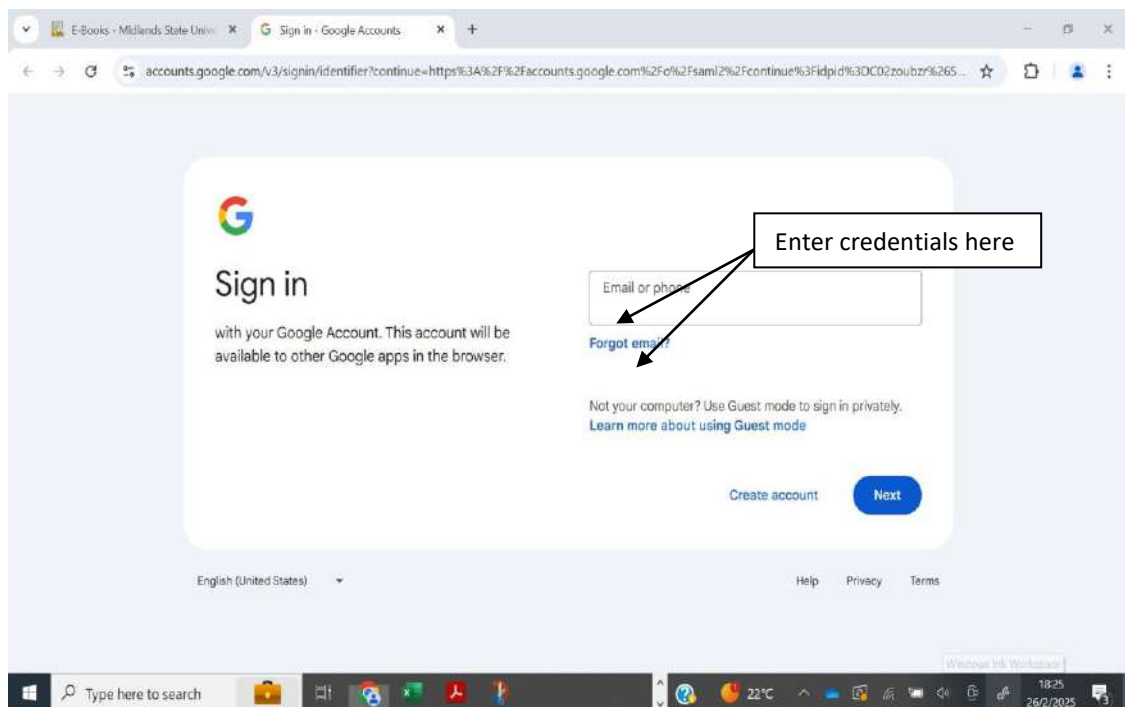 E-Books - Midlands State Univ
Sign in - Google Accounts
accounts.google.com/v3/signin/identifier?continue=https%3A%2F%2Faccounts.google.com%2Fo%2Fsaml2%2Fcontinue%3Fidpid%3DC02zoubzr%265...
Enter credentials here
Sign in
with your Google Account. This account will be
available to other Google apps in the browser.
Email or phone
Forgot email?
Not your computer? Use Guest mode to sign in privately.
Learn more about using Guest mode
Create account
Next
English (United States)
Help Privacy Terms
Windows Ink Workspace
Type here to search
22°C
18:25
26/2/2025
3